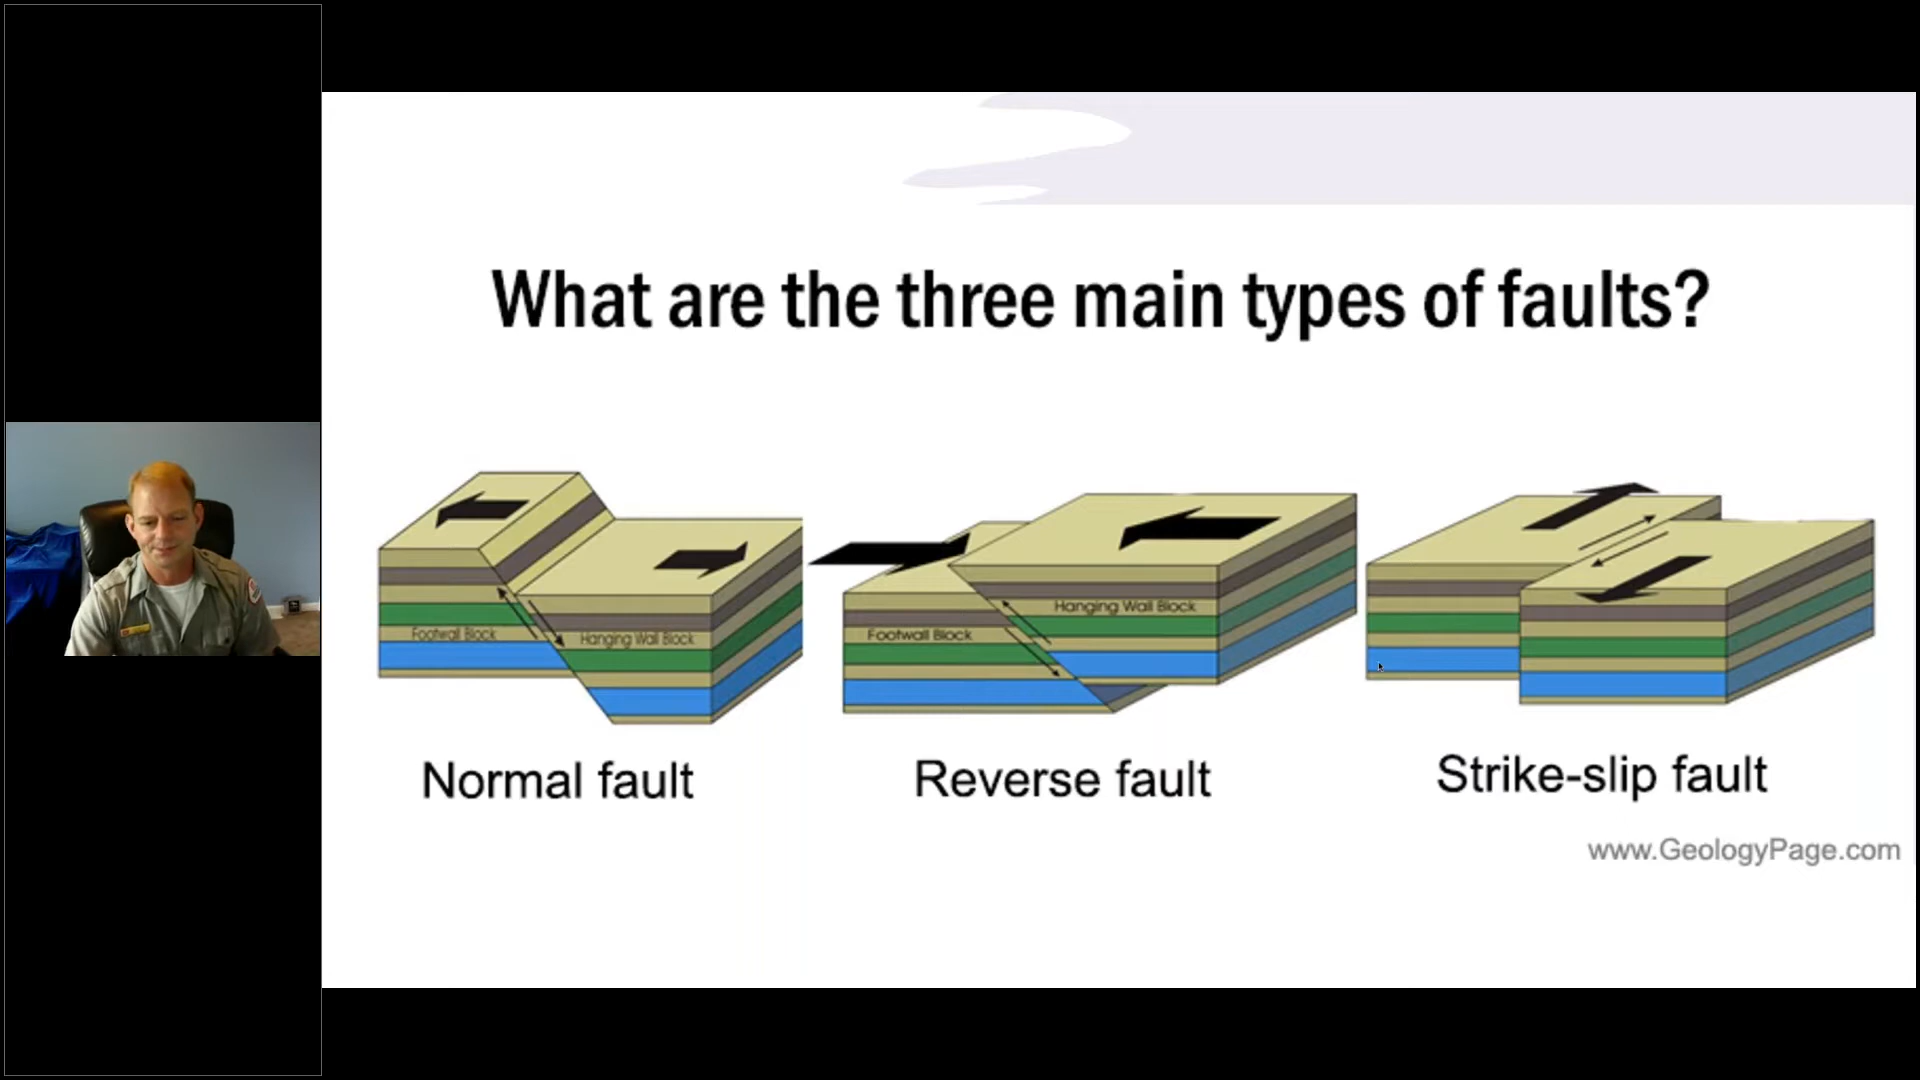 What are the three main types of faults?
Footwall Block
Hanging Wall Block
Footwall Block
Hanging Wall Block
Normal fault
Reverse fault
Strike-slip fault
www.GeologyPage.com